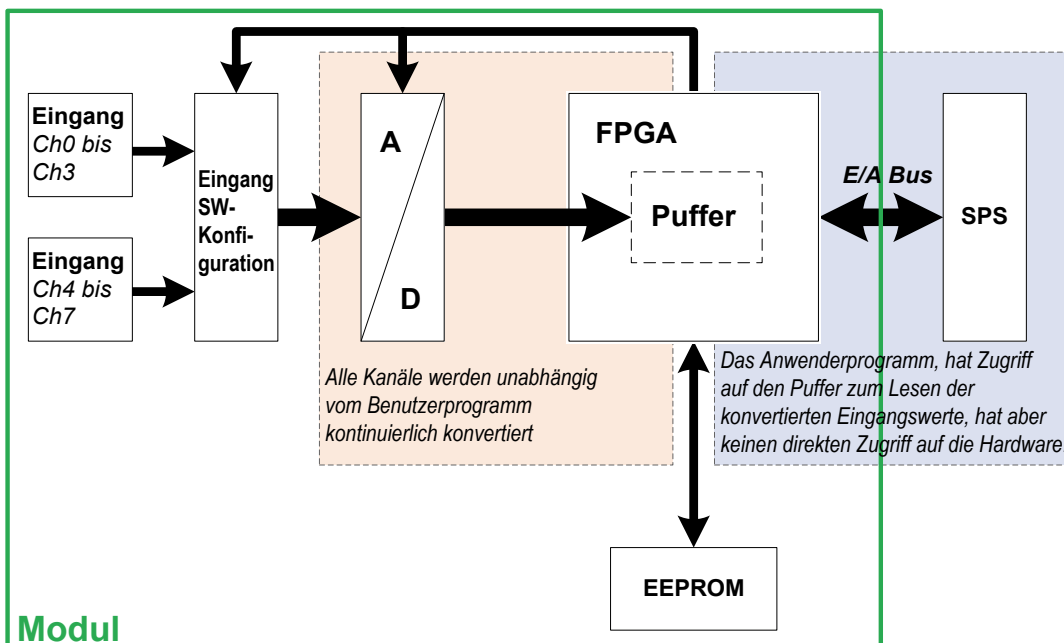 Eingang
Ch0 bis
Ch3
Eingang
Ch4 bis
Ch7
Eingang
SW-
Konfi-
guration
A
D
FPGA
Puffer
E/A Bus
SPS
Alle Kanäle werden unabhängig
vom Benutzerprogramm
kontinuierlich konvertiert
Das Anwenderprogramm, hat Zugriff
auf den Puffer zum Lesen der
konvertierten Eingangswerte, hat aber
keinen direkten Zugriff auf die Hardware.
EEPROM
Modul